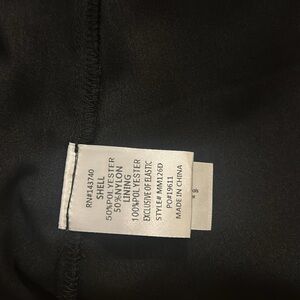 RN#143740
SHELL
50%POLYESTER
50%NYLON
LINING
100%POLYESTER
EXCLUSIVE OF ELASTIC
STYLE# MM126D
PO#19611
MADE IN CHINA